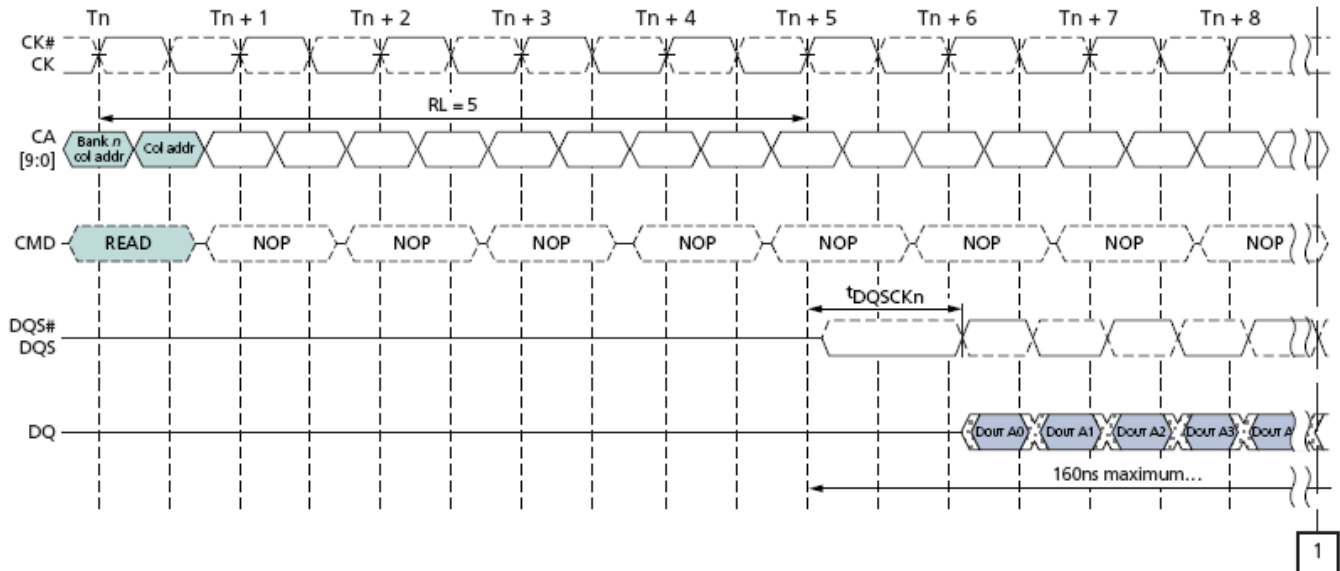 Tn Tn + 1 Tn + 2 Tn + 3 Tn + 4 Tn + 5 Tn + 6 Tn + 7 Tn + 8
CK#
CK
RL = 5
CA
[9:0]
Bank n
col addr
Col addr
CMD READ NOP NOP NOP NOP NOP NOP NOP NOP
tDQSCKn
DQS#
DQS
DQ DOUT A0 DOUT A1 DOUT A2 DOUT A3 DOUT A
160ns maximum...
1